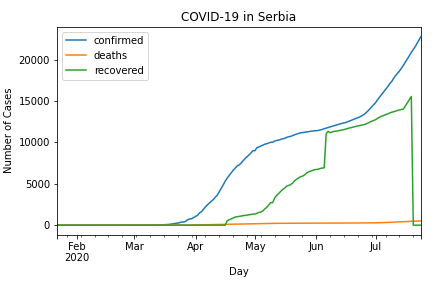 COVID-19 in Serbia
confirmed
deaths
recovered
Number of Cases
20000
15000
10000
5000
0
Feb Mar Apr May Jun Jul
2020
Day